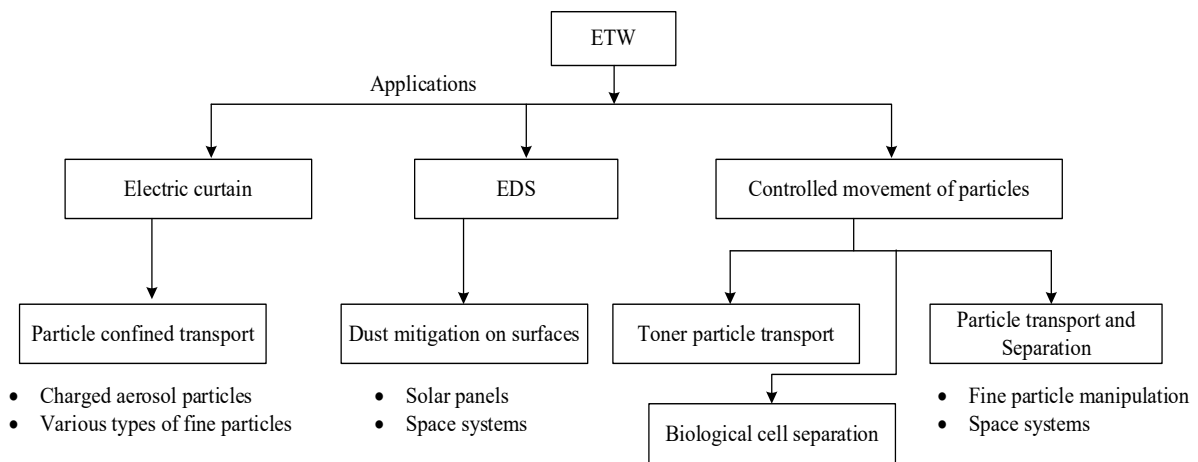 ETW
Applications
Electric curtain
EDS
Controlled movement of particles
Particle confined transport
Dust mitigation on surfaces
Toner particle transport
Particle transport and
Separation
• Charged aerosol particles
• Various types of fine particles
• Solar panels
• Space systems
Biological cell separation
• Fine particle manipulation
• Space systems